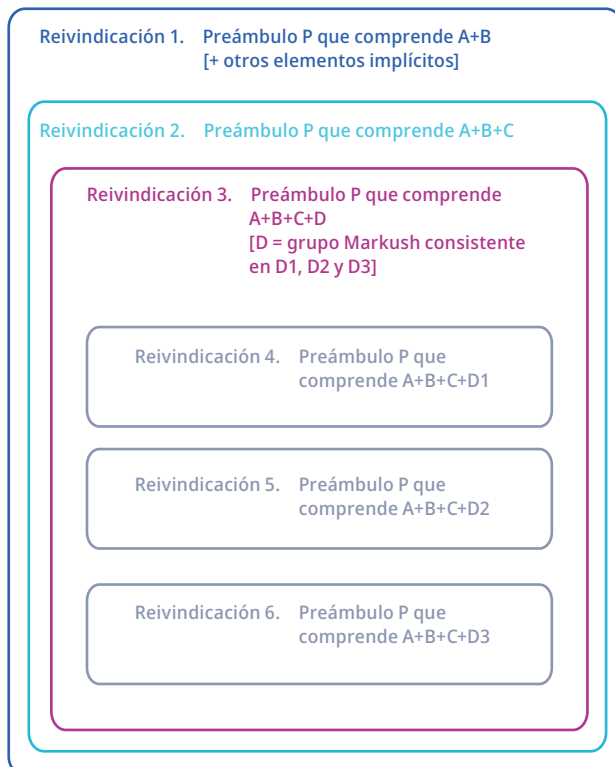 Reivindicación 1. Preámbulo P que comprende A+B
[+ otros elementos implícitos]
Reivindicación 2. Preámbulo P que comprende A+B+C
Reivindicación 3. Preámbulo P que comprende
A+B+C+D
[D = grupo Markush consistente
en D1, D2 y D3]
Reivindicación 4. Preámbulo P que
comprende A+B+C+D1
Reivindicación 5. Preámbulo P que
comprende A+B+C+D2
Reivindicación 6. Preámbulo P que
comprende A+B+C+D3